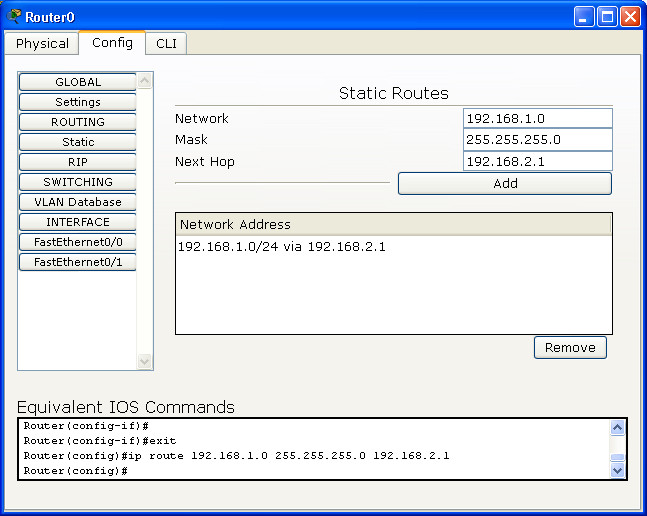 Router0
Physical Config CLI
GLOBAL
Settings
ROUTING
Static
RIP
SWITCHING
VLAN Database
INTERFACE
FastEthernet0/0
FastEthernet0/1
Static Routes
Network 192.168.1.0
Mask 255.255.255.0
Next Hop 192.168.2.1
Add
Network Address
192.168.1.0/24 via 192.168.2.1
Remove
Equivalent IOS Commands
Router(config-if)#
Router(config-if)#exit
Router(config)#ip route 192.168.1.0 255.255.255.0 192.168.2.1
Router(config)#